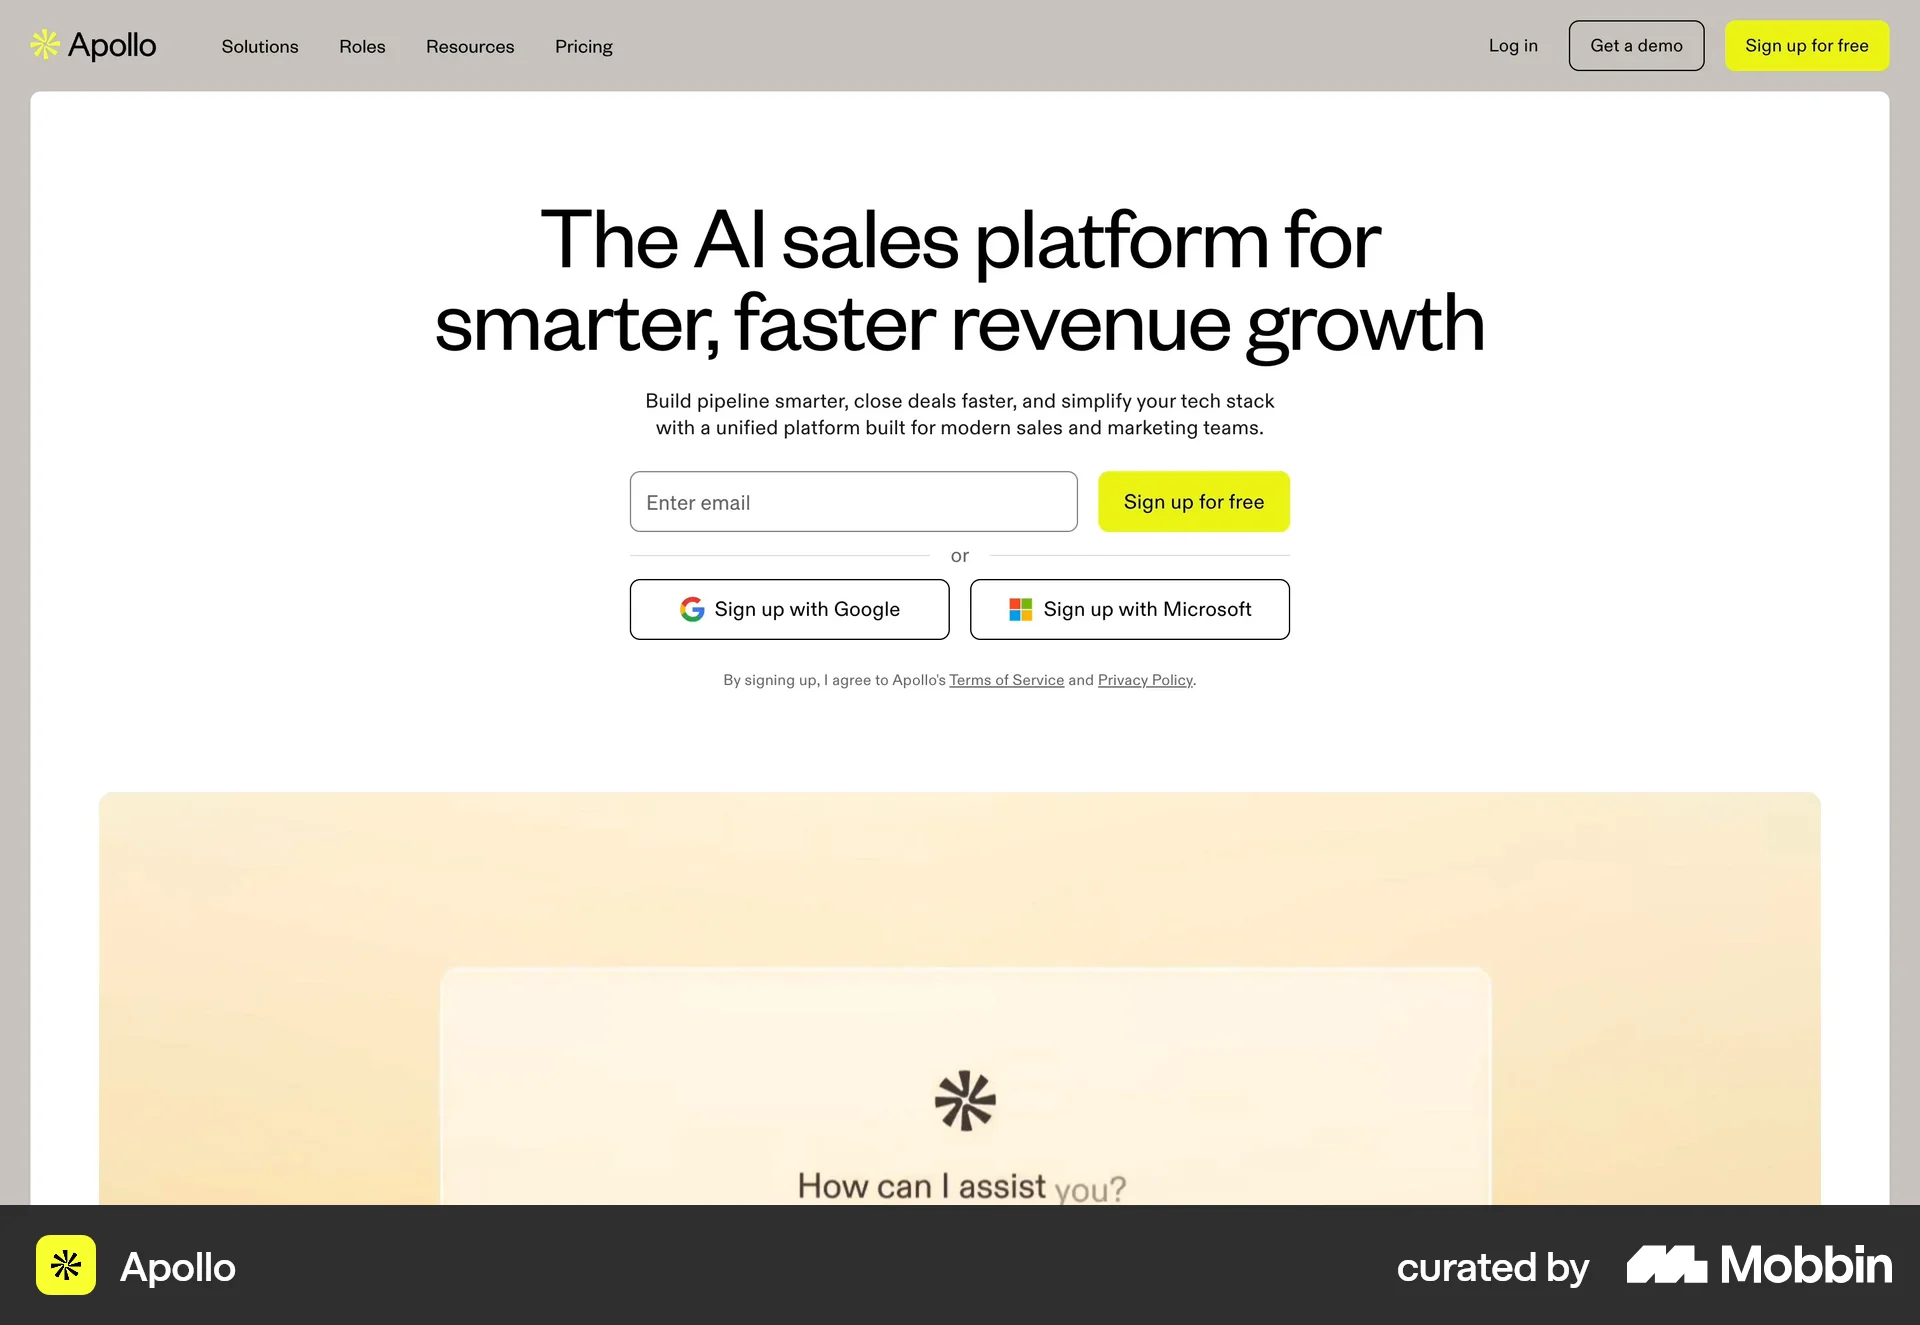 Apollo
Solutions
Roles
Resources
Pricing
Log in
Get a demo
Sign up for free
The AI sales platform for
smarter, faster revenue growth
Build pipeline smarter, close deals faster, and simplify your tech stack
with a unified platform built for modern sales and marketing teams.
Enter email
Sign up for free
or
Sign up with Google
Sign up with Microsoft
By signing up, I agree to Apollo's Terms of Service and Privacy Policy.
How can I assist you?
Apollo
curated by
Mobbin